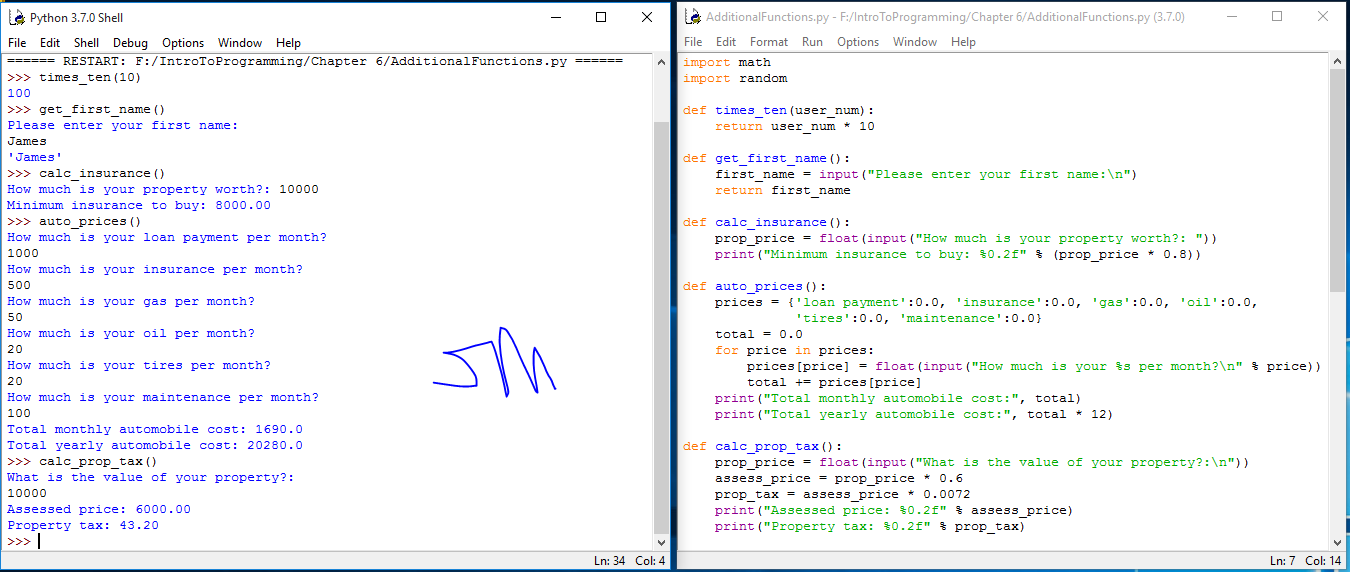 Python 3.7.0 Shell
File Edit Shell Debug Options Window Help
====== RESTART: F:/IntroToProgramming/Chapter 6/AdditionalFunctions.py ======
>>> times_ten(10)
100
>>> get_first_name()
Please enter your first name:
James
'James'
>>> calc_insurance()
How much is your property worth?: 10000
Minimum insurance to buy: 8000.00
>>> auto_prices()
How much is your loan payment per month?
1000
How much is your insurance per month?
500
How much is your gas per month?
50
How much is your oil per month?
20
How much is your tires per month?
20
How much is your maintenance per month?
100
Total monthly automobile cost: 1690.0
Total yearly automobile cost: 20280.0
>>> calc_prop_tax()
What is the value of your property?:
10000
Assessed price: 6000.00
Property tax: 43.20
>>>
Ln: 34 Col: 4
AdditionalFunctions.py - F:/IntroToProgramming/Chapter 6/AdditionalFunctions.py (3.7.0)
File Edit Format Run Options Window Help
import math
import random
def times_ten(user_num):
    return user_num * 10
def get_first_name():
    first_name = input("Please enter your first name:\n")
    return first_name
def calc_insurance():
    prop_price = float(input("How much is your property worth?: "))
    print("Minimum insurance to buy: %0.2f" % (prop_price * 0.8))
def auto_prices():
    prices = {'loan payment':0.0, 'insurance':0.0, 'gas':0.0, 'oil':0.0,
              'tires':0.0, 'maintenance':0.0}
    total = 0.0
    for price in prices:
        prices[price] = float(input("How much is your %s per month?\n" % price))
        total += prices[price]
    print("Total monthly automobile cost:", total)
    print("Total yearly automobile cost:", total * 12)
def calc_prop_tax():
    prop_price = float(input("What is the value of your property?:\n"))
    assess_price = prop_price * 0.6
    prop_tax = assess_price * 0.0072
    print("Assessed price: %0.2f" % assess_price)
    print("Property tax: %0.2f" % prop_tax)
Ln: 7 Col: 14